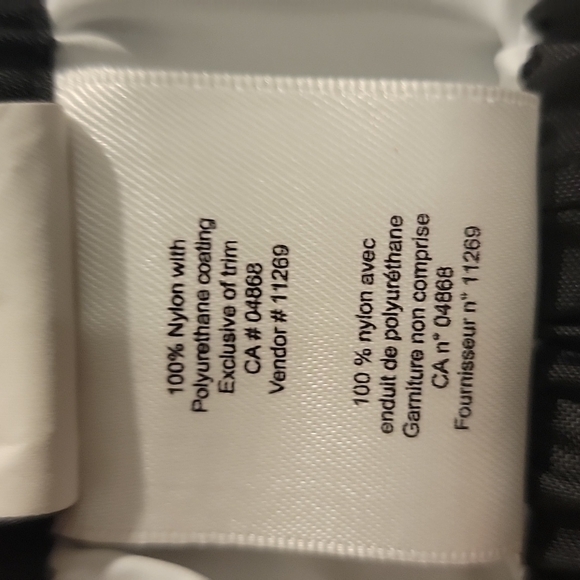 100% Nylon with
Polyurethane coating
Exclusive of trim
CA # 04868
Vendor # 11269
100 % nylon avec
enduit de polyuréthane
Garniture non comprise
CA n° 04868
Fournisseur n° 11269